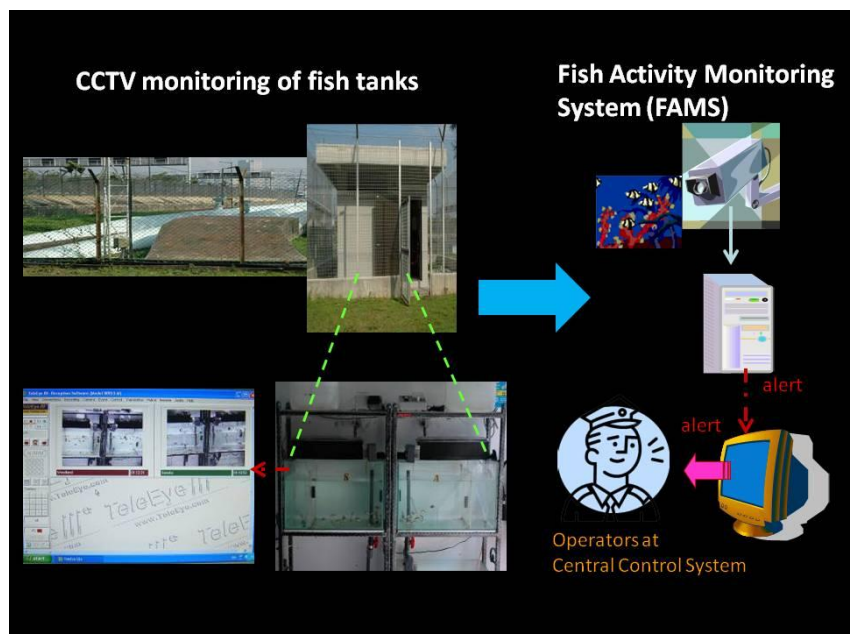 CCTV monitoring of fish tanks
Fish Activity Monitoring
System (FAMS)
alert
alert
TeleEye
www.TeleEye.com
TeleEye
start
Operators at
Central Control System